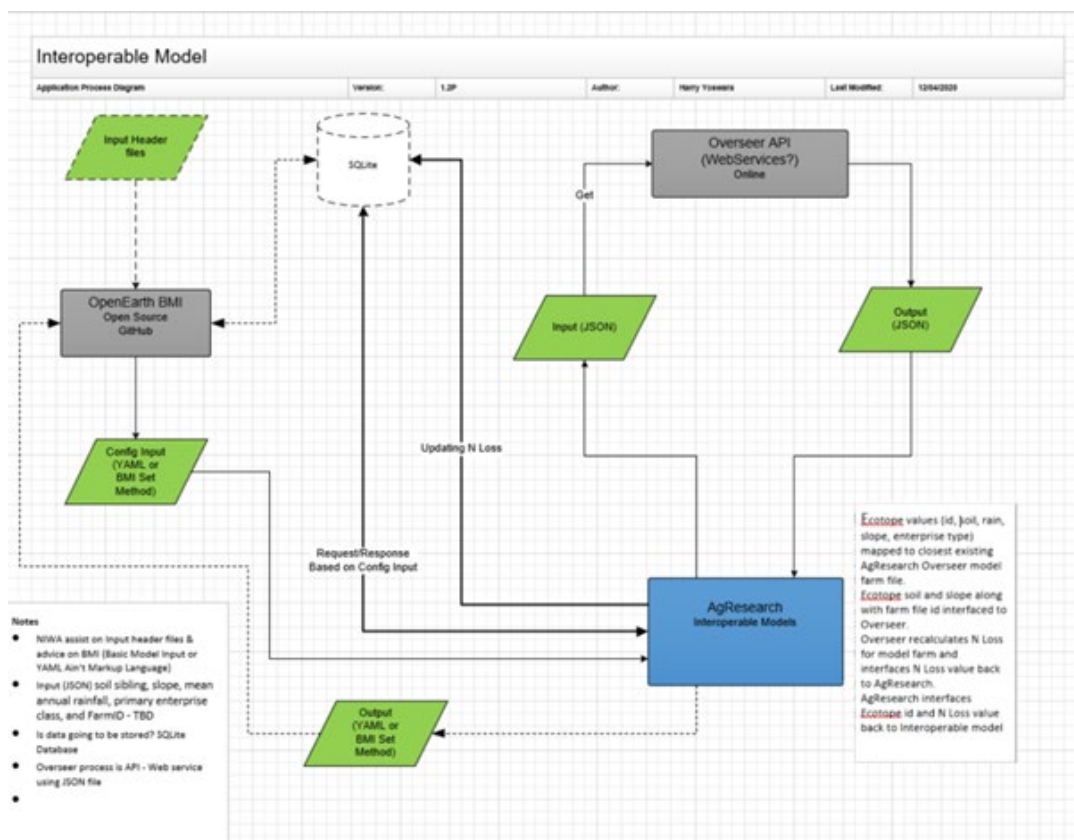 Interoperable Model
Application Process Diagram
Version:
1.2P
Author:
Last Modified:
12/04/2020
Input Header
files
SQLite
Overseer API
(WebServices?)
Online
Get
OpenEarth BMI
Open Source
GitHub
Input (JSON)
Output
(JSON)
Config Input
(YAML or
BMI Set
Method)
Updating N Loss
Request/Response
Based on Config Input
AgResearch
Interoperable Models
Ecotope values (id, soil, rain,
slope, enterprise type)
mapped to closest existing
AgResearch Overseer model
farm file.
Ecotope soil and slope along
with farm file id interfaced to
Overseer.
Overseer recalculates N Loss
for model farm and
interfaces N Loss value back
to AgResearch.
AgResearch interfaces
Ecotope id and N Loss value
back to Interoperable model
Notes
● NIWA assist on Input header files &
advice on BMI (Basic Model Input or
YAML Ain't Markup Language)
● Input (JSON) soil sibling, slope, mean
annual rainfall, primary enterprise
class, and FarmID - TBD
● Is data going to be stored? SQLite
Database
● Overseer process is API - Web service
using JSON file
●
Output
(YAML or
BMI Set
Method)